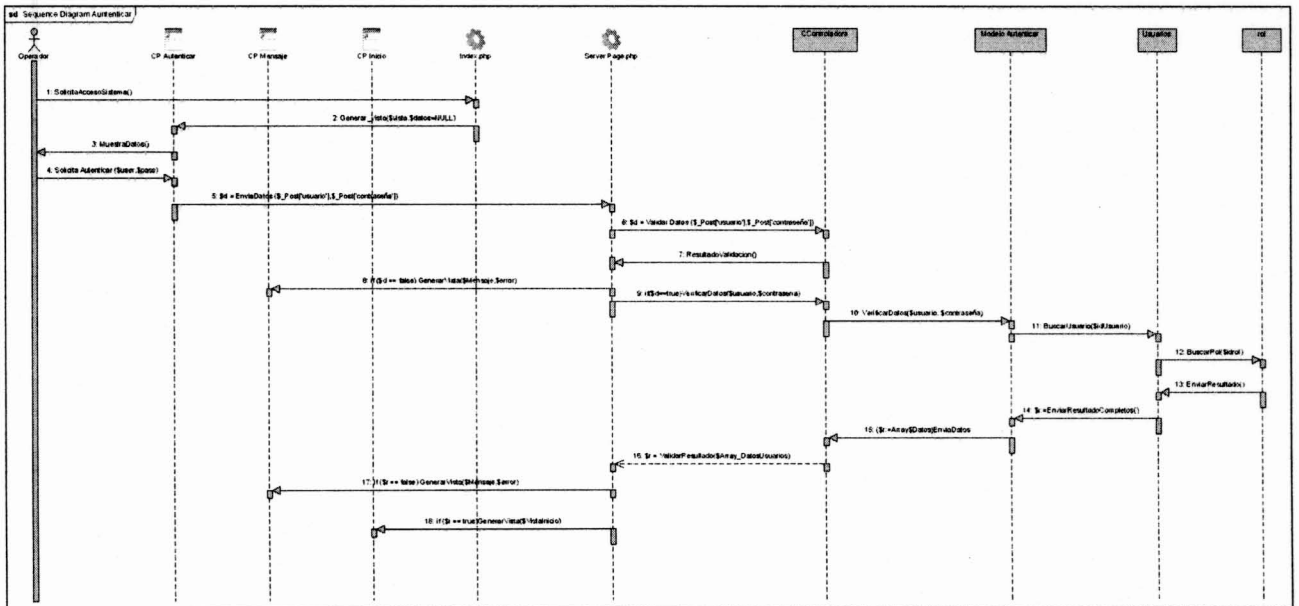 sd Sequence Diagram Auntenticar
Operador
CP Autenticar
CP Mensaje
CP Inicio
Index.php
Server Page.php
CControladora
Modelo Autenticar
Usuarios
rol
1: SolicitaAccesoSistema()
2: Generar_Vista($vista,$datos=NULL)
3: MuestraDatos()
4: Solicita Autenticar ($user,$pass)
5: $d = EnviaDatos ($_Post['usuario'],$_Post['contraseña'])
6: $d = Validar Datos ($_Post['usuario'],$_Post['contraseña'])
7: ResultadoValidacion()
8: if ($d == false) GenerarVista($Mensaje,$error)
9: if($d==true)VerificarDatos($usuario,$contrasena)
10: VerificarDatos($usuario, $contraseña)
11: BuscarUsuario($idUsuario)
12: BuscarRol($idrol)
13: EnviarResultado()
14: $r =EnviarResultadoCompletos()
15: ($r =Array$Datos)EnviaDatos
16: $r = ValidarResultador($Array_DatosUsuarios)
17: if ($r == false) GenerarVista($Mensaje,$error)
18: if ($r == true)GenerarVista($VistaInicio)